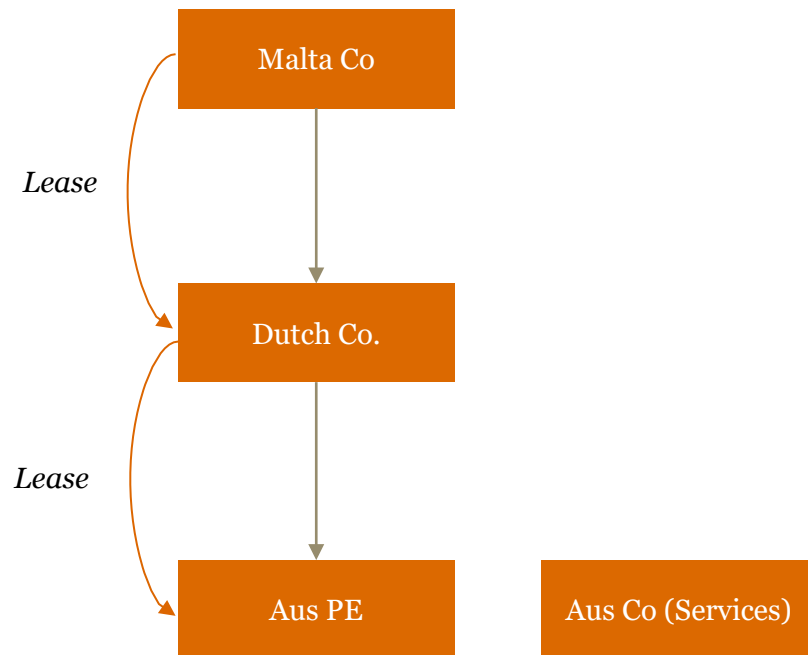 Malta Co
Lease
Dutch Co.
Lease
Aus PE
Aus Co (Services)